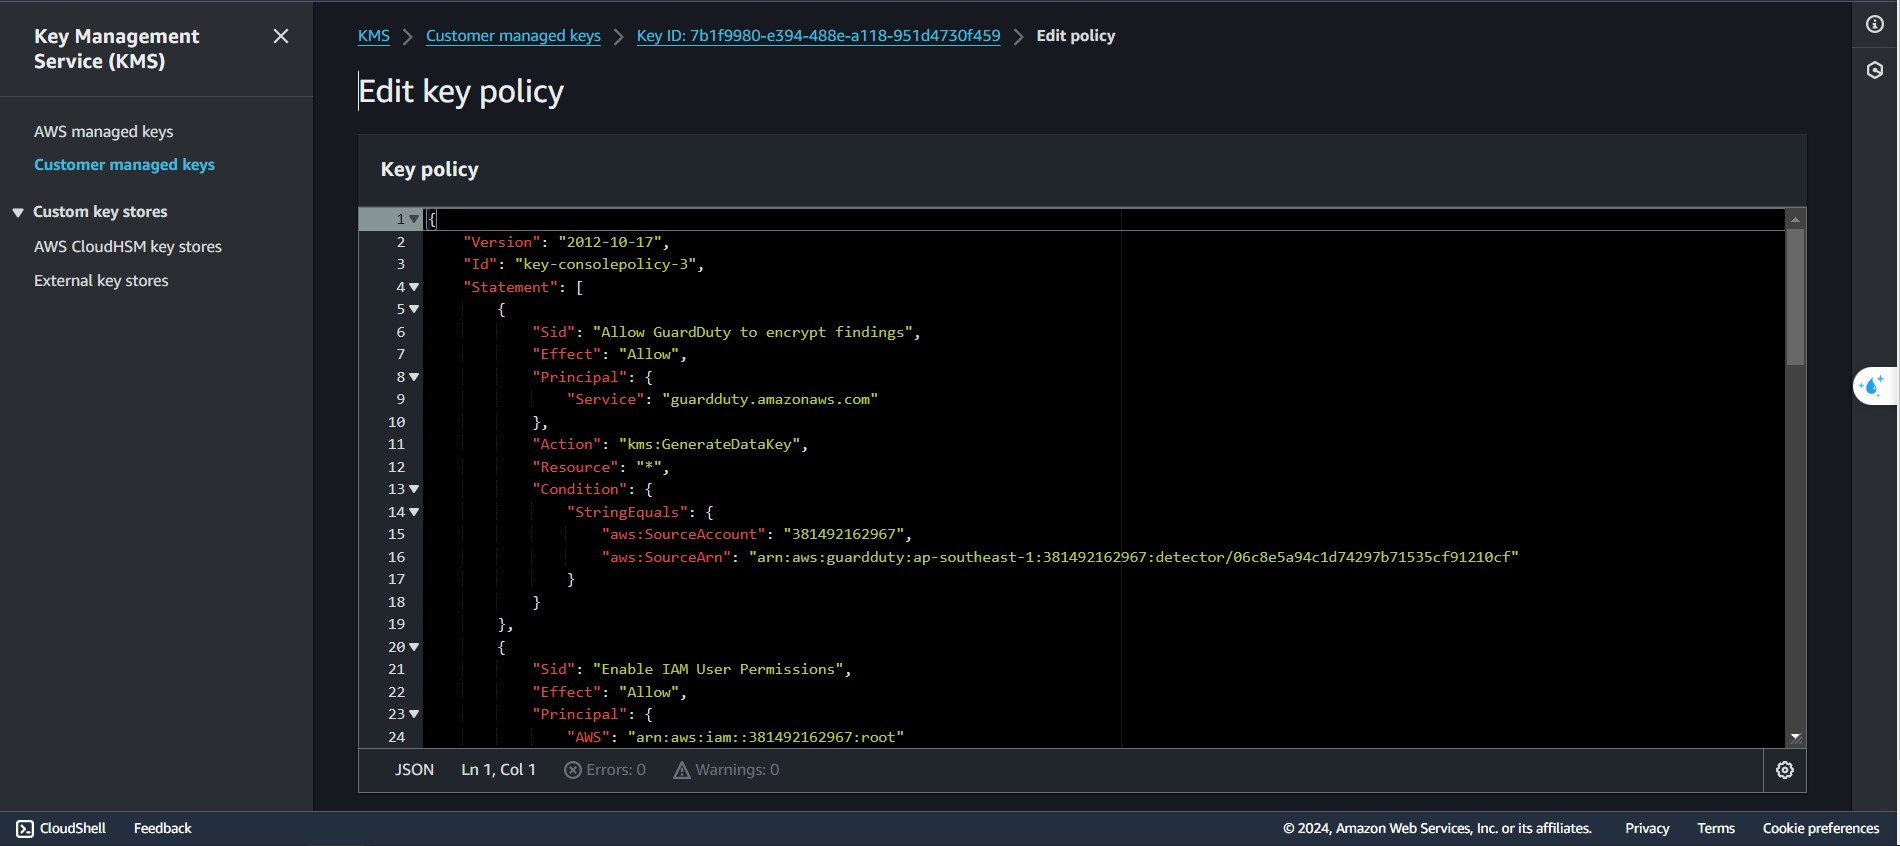 Key Management
Service (KMS)
AWS managed keys
Customer managed keys
Custom key stores
AWS CloudHSM key stores
External key stores
KMS > Customer managed keys > Key ID: 7b1f9980-e394-488e-a118-951d4730f459 > Edit policy
Edit key policy
Key policy
1 {
2 "Version": "2012-10-17",
3 "Id": "key-consolepolicy-3",
4 "Statement": [
5 {
6 "Sid": "Allow GuardDuty to encrypt findings",
7 "Effect": "Allow",
8 "Principal": {
9 "Service": "guardduty.amazonaws.com"
10 },
11 "Action": "kms:GenerateDataKey",
12 "Resource": "*",
13 "Condition": {
14 "StringEquals": {
15 "aws:SourceAccount": "381492162967",
16 "aws:SourceArn": "arn:aws:guardduty:ap-southeast-1:381492162967:detector/06c8e5a94c1d74297b71535cf91210cf"
17 }
18 }
19 },
20 {
21 "Sid": "Enable IAM User Permissions",
22 "Effect": "Allow",
23 "Principal": {
24 "AWS": "arn:aws:iam::381492162967:root"
JSON Ln 1, Col 1 Errors: 0 Warnings: 0
CloudShell Feedback © 2024, Amazon Web Services, Inc. or its affiliates. Privacy Terms Cookie preferences